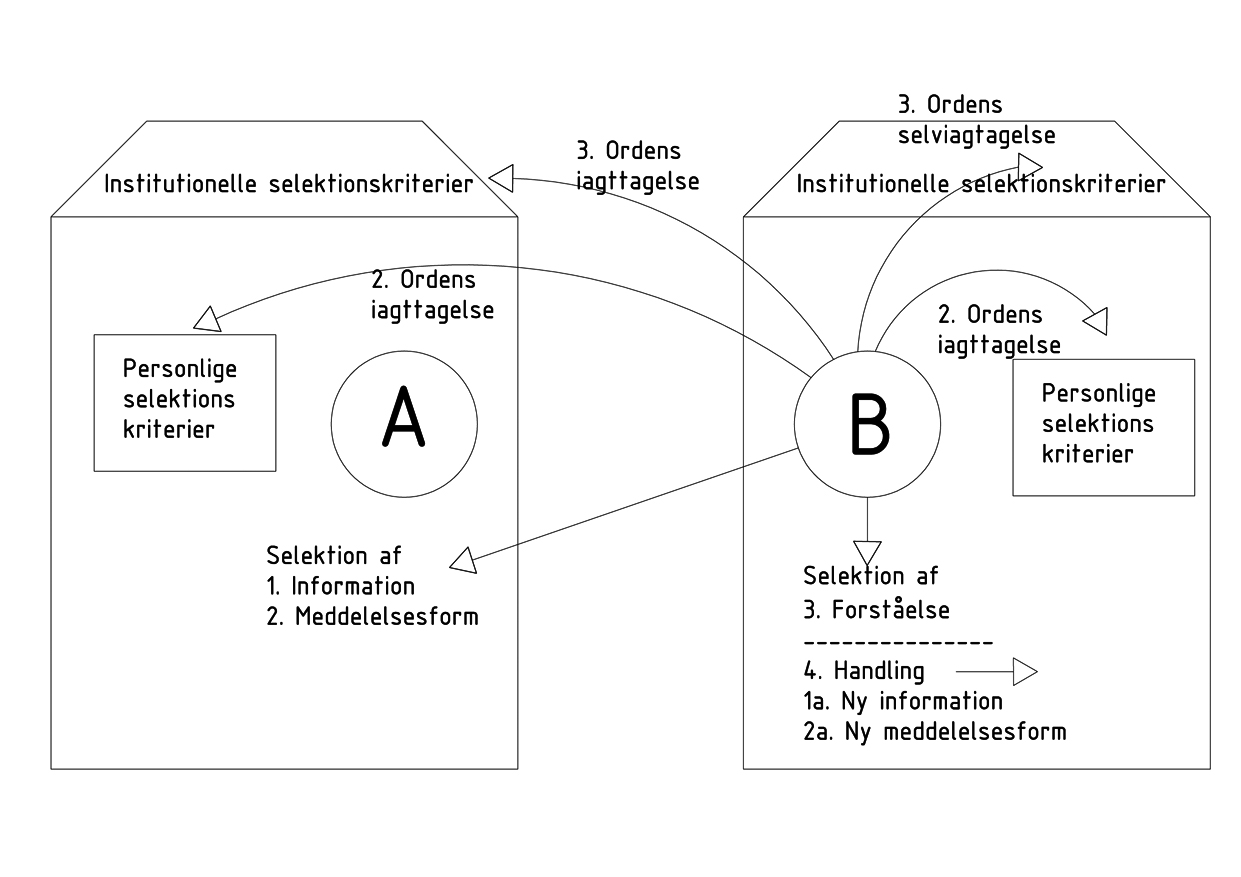 3. Ordens
selviagtagelse
3. Ordens
iagttagelse
Institutionelle selektionskriterier
Institutionelle selektionskriterier
2. Ordens
iagttagelse
2. Ordens
iagttagelse
Personlige
selektions
kriterier
A
B
Personlige
selektions
kriterier
Selektion af
1. Information
2. Meddelelsesform
Selektion af
3. Forståelse
---------------
4. Handling
1a. Ny information
2a. Ny meddelelsesform